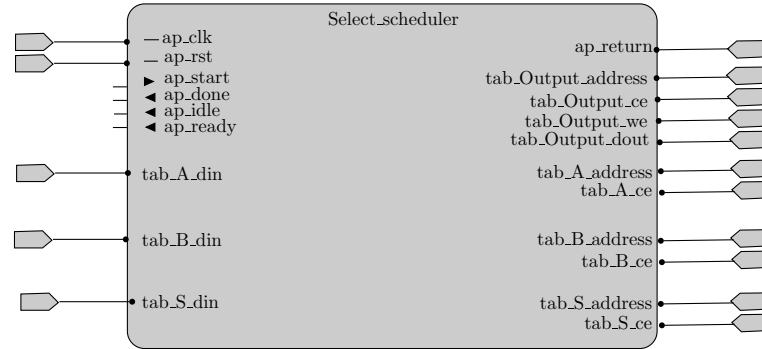 Select_scheduler
ap_clk
ap_rst
ap_start
ap_done
ap_idle
ap_ready
tab_A_din
tab_B_din
tab_S_din
ap_return
tab_Output_address
tab_Output_ce
tab_Output_we
tab_Output_dout
tab_A_address
tab_A_ce
tab_B_address
tab_B_ce
tab_S_address
tab_S_ce